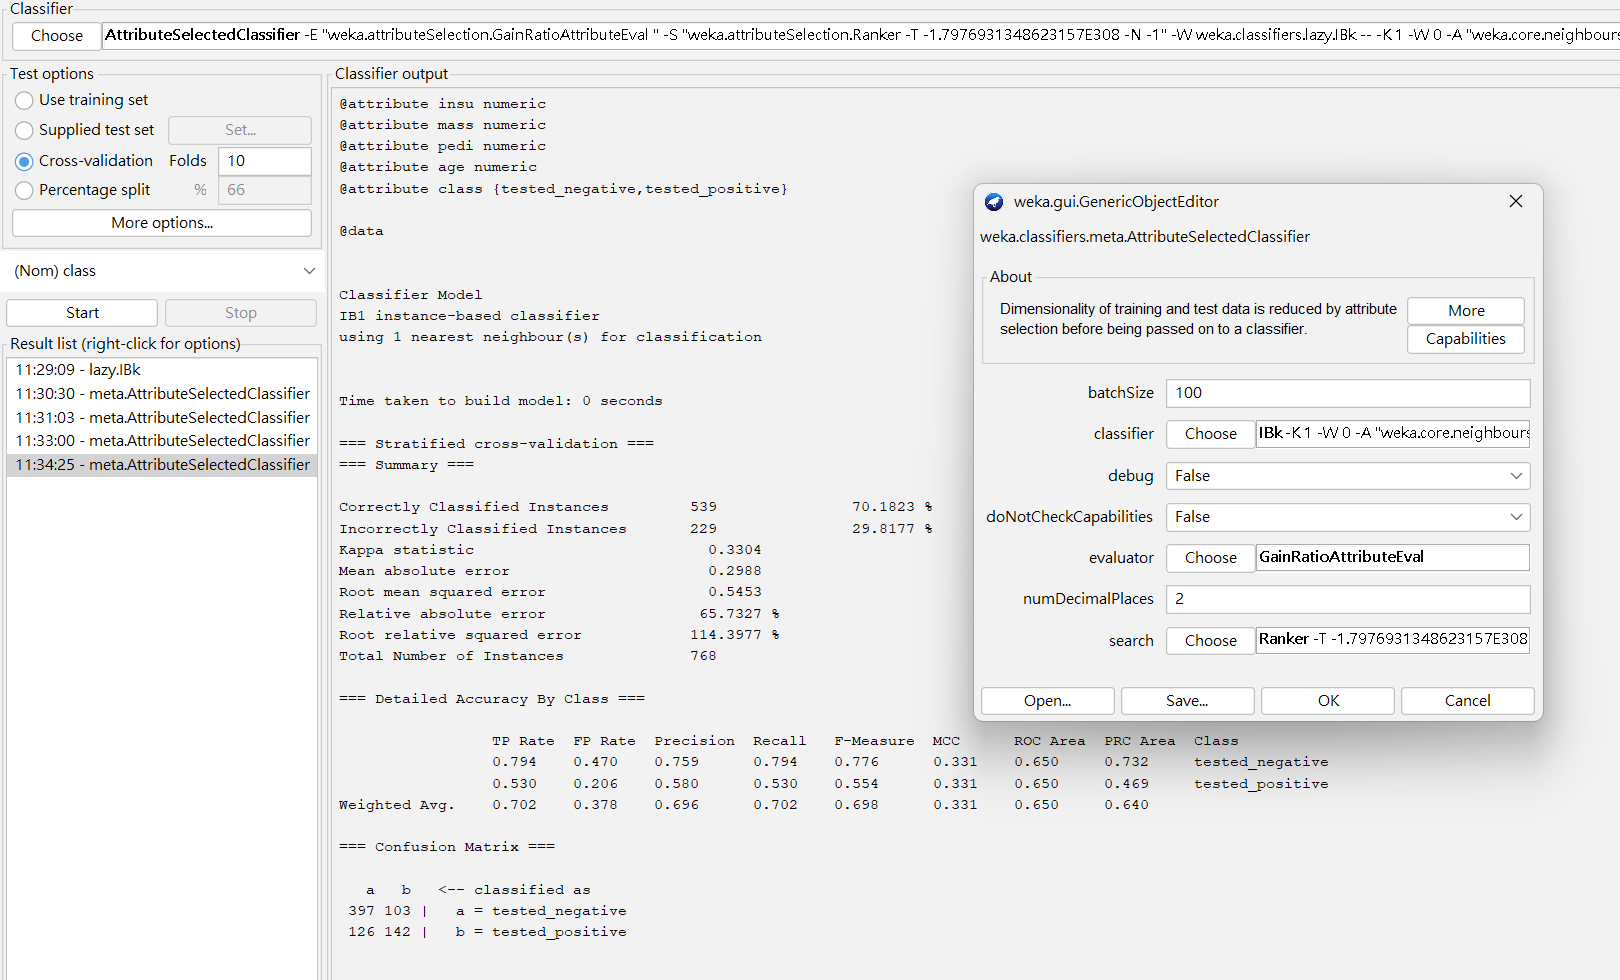 Classifier
Choose AttributeSelectedClassifier -E "weka.attributeSelection.GainRatioAttributeEval " -S "weka.attributeSelection.Ranker -T -1.7976931348623157E308 -N -1" -W weka.classifiers.lazy.IBk -- -K 1 -W 0 -A "weka.core.neighbours
Test options
Use training set
Supplied test set Set...
Cross-validation Folds 10
Percentage split % 66
More options...
(Nom) class
Start Stop
Result list (right-click for options)
11:29:09 - lazy.IBk
11:30:30 - meta.AttributeSelectedClassifier
11:31:03 - meta.AttributeSelectedClassifier
11:33:00 - meta.AttributeSelectedClassifier
11:34:25 - meta.AttributeSelectedClassifier
Classifier output
@attribute insu numeric
@attribute mass numeric
@attribute pedi numeric
@attribute age numeric
@attribute class {tested_negative,tested_positive}
@data
Classifier Model
IB1 instance-based classifier
using 1 nearest neighbour(s) for classification
Time taken to build model: 0 seconds
=== Stratified cross-validation ===
=== Summary ===
Correctly Classified Instances 539 70.1823 %
Incorrectly Classified Instances 229 29.8177 %
Kappa statistic 0.3304
Mean absolute error 0.2988
Root mean squared error 0.5453
Relative absolute error 65.7327 %
Root relative squared error 114.3977 %
Total Number of Instances 768
=== Detailed Accuracy By Class ===
TP Rate FP Rate Precision Recall F-Measure MCC ROC Area PRC Area Class
0.794 0.470 0.759 0.794 0.776 0.331 0.650 0.732 tested_negative
0.530 0.206 0.580 0.530 0.554 0.331 0.650 0.469 tested_positive
Weighted Avg. 0.702 0.378 0.696 0.702 0.698 0.331 0.650 0.640
=== Confusion Matrix ===
a b <-- classified as
397 103 | a = tested_negative
126 142 | b = tested_positive
weka.gui.GenericObjectEditor
weka.classifiers.meta.AttributeSelectedClassifier
About
Dimensionality of training and test data is reduced by attribute
selection before being passed on to a classifier.
More
Capabilities
batchSize 100
classifier Choose IBk -K 1 -W 0 -A "weka.core.neighbours
debug False
doNotCheckCapabilities False
evaluator Choose GainRatioAttributeEval
numDecimalPlaces 2
search Choose Ranker -T -1.7976931348623157E308
Open... Save... OK Cancel